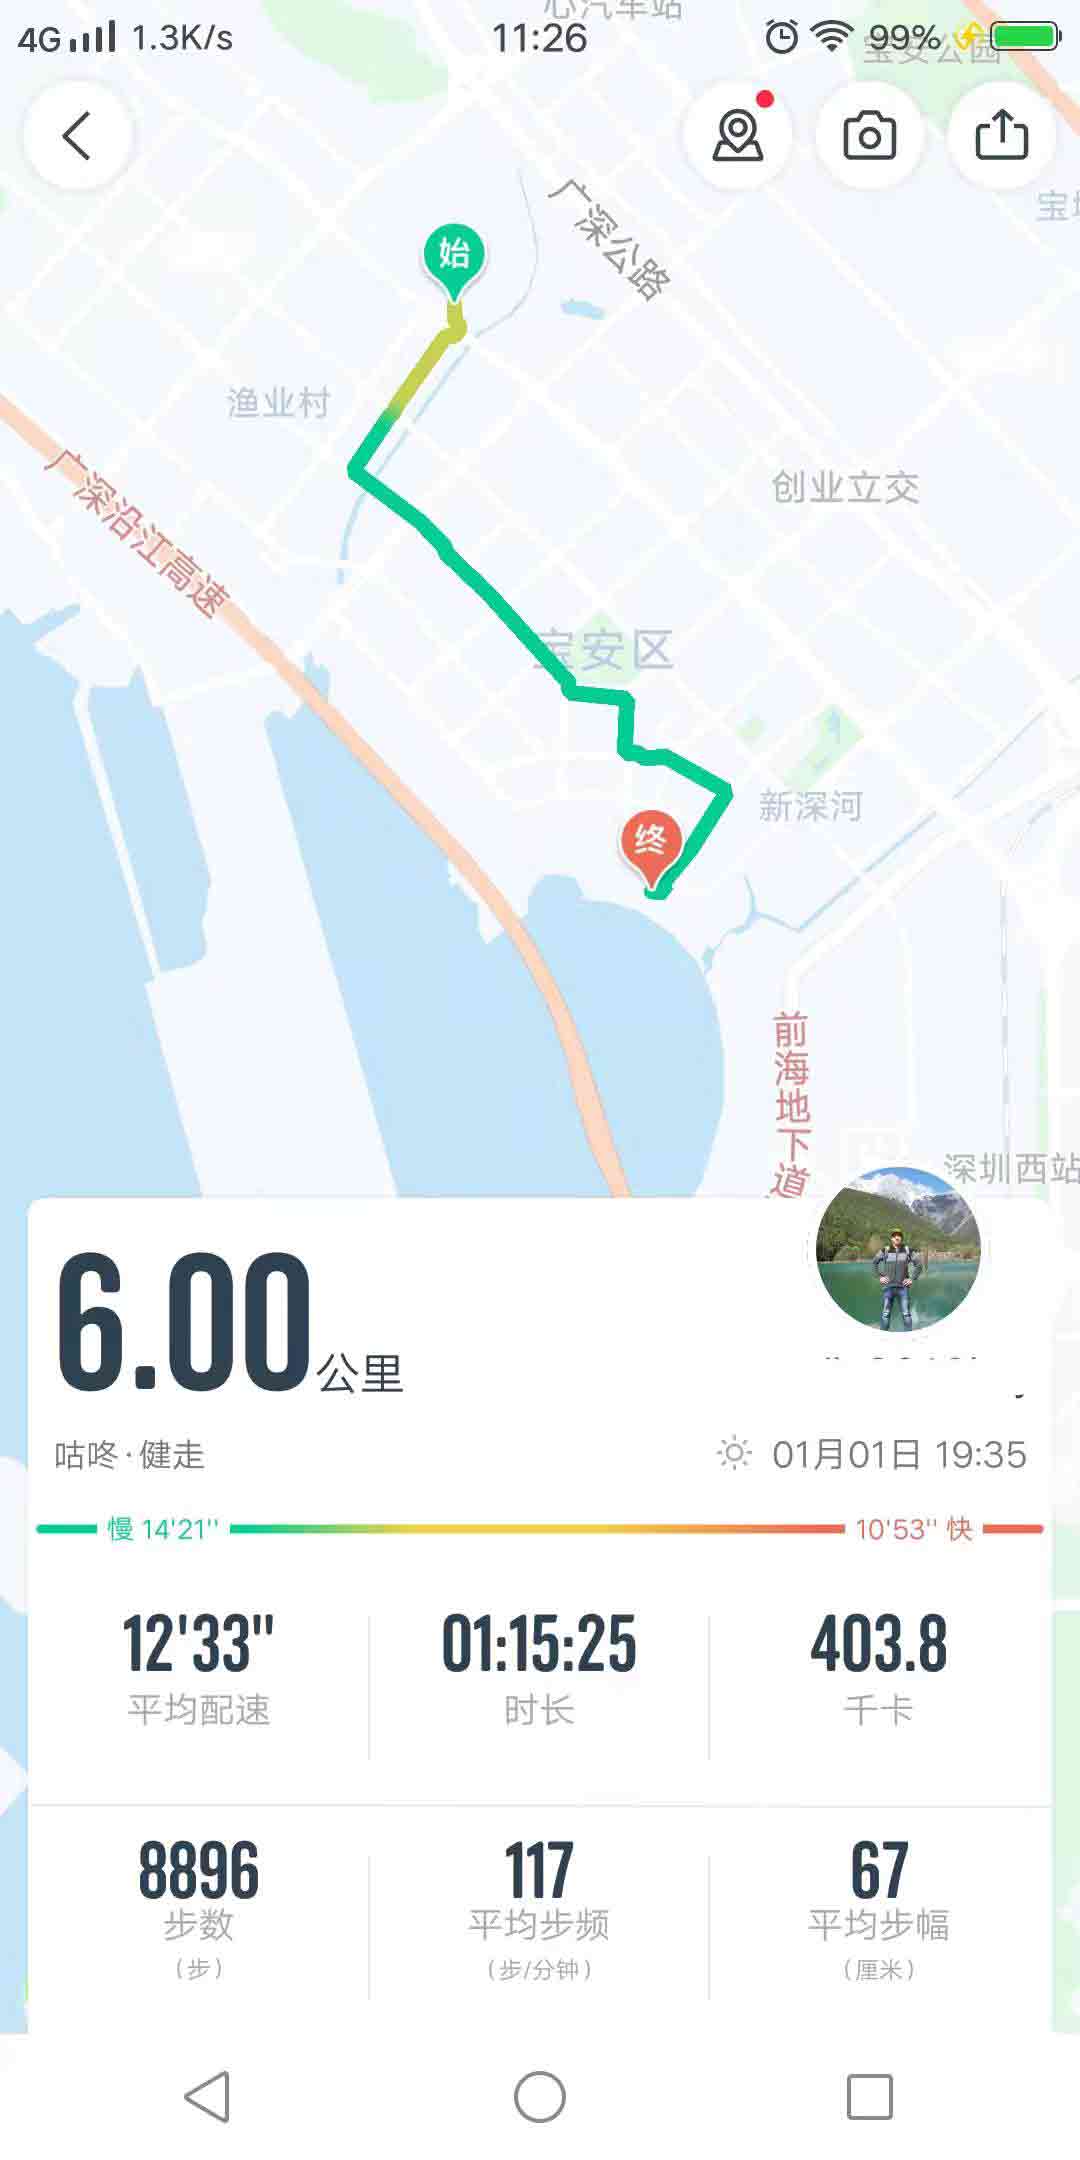 4G 1.3K/s 11:26 99%
心汽车站
宝安公园
广深公路
始
渔业村
广深沿江高速
创业立交
宝安区
新深河
终
前海地下道
深圳西站
6.00公里
咕咚·健走 01月01日 19:35
慢 14'21'' 10'53'' 快
12'33" 01:15:25 403.8
平均配速 时长 千卡
8896 117 67
步数 平均步频 平均步幅
（步） （步/分钟） （厘米）